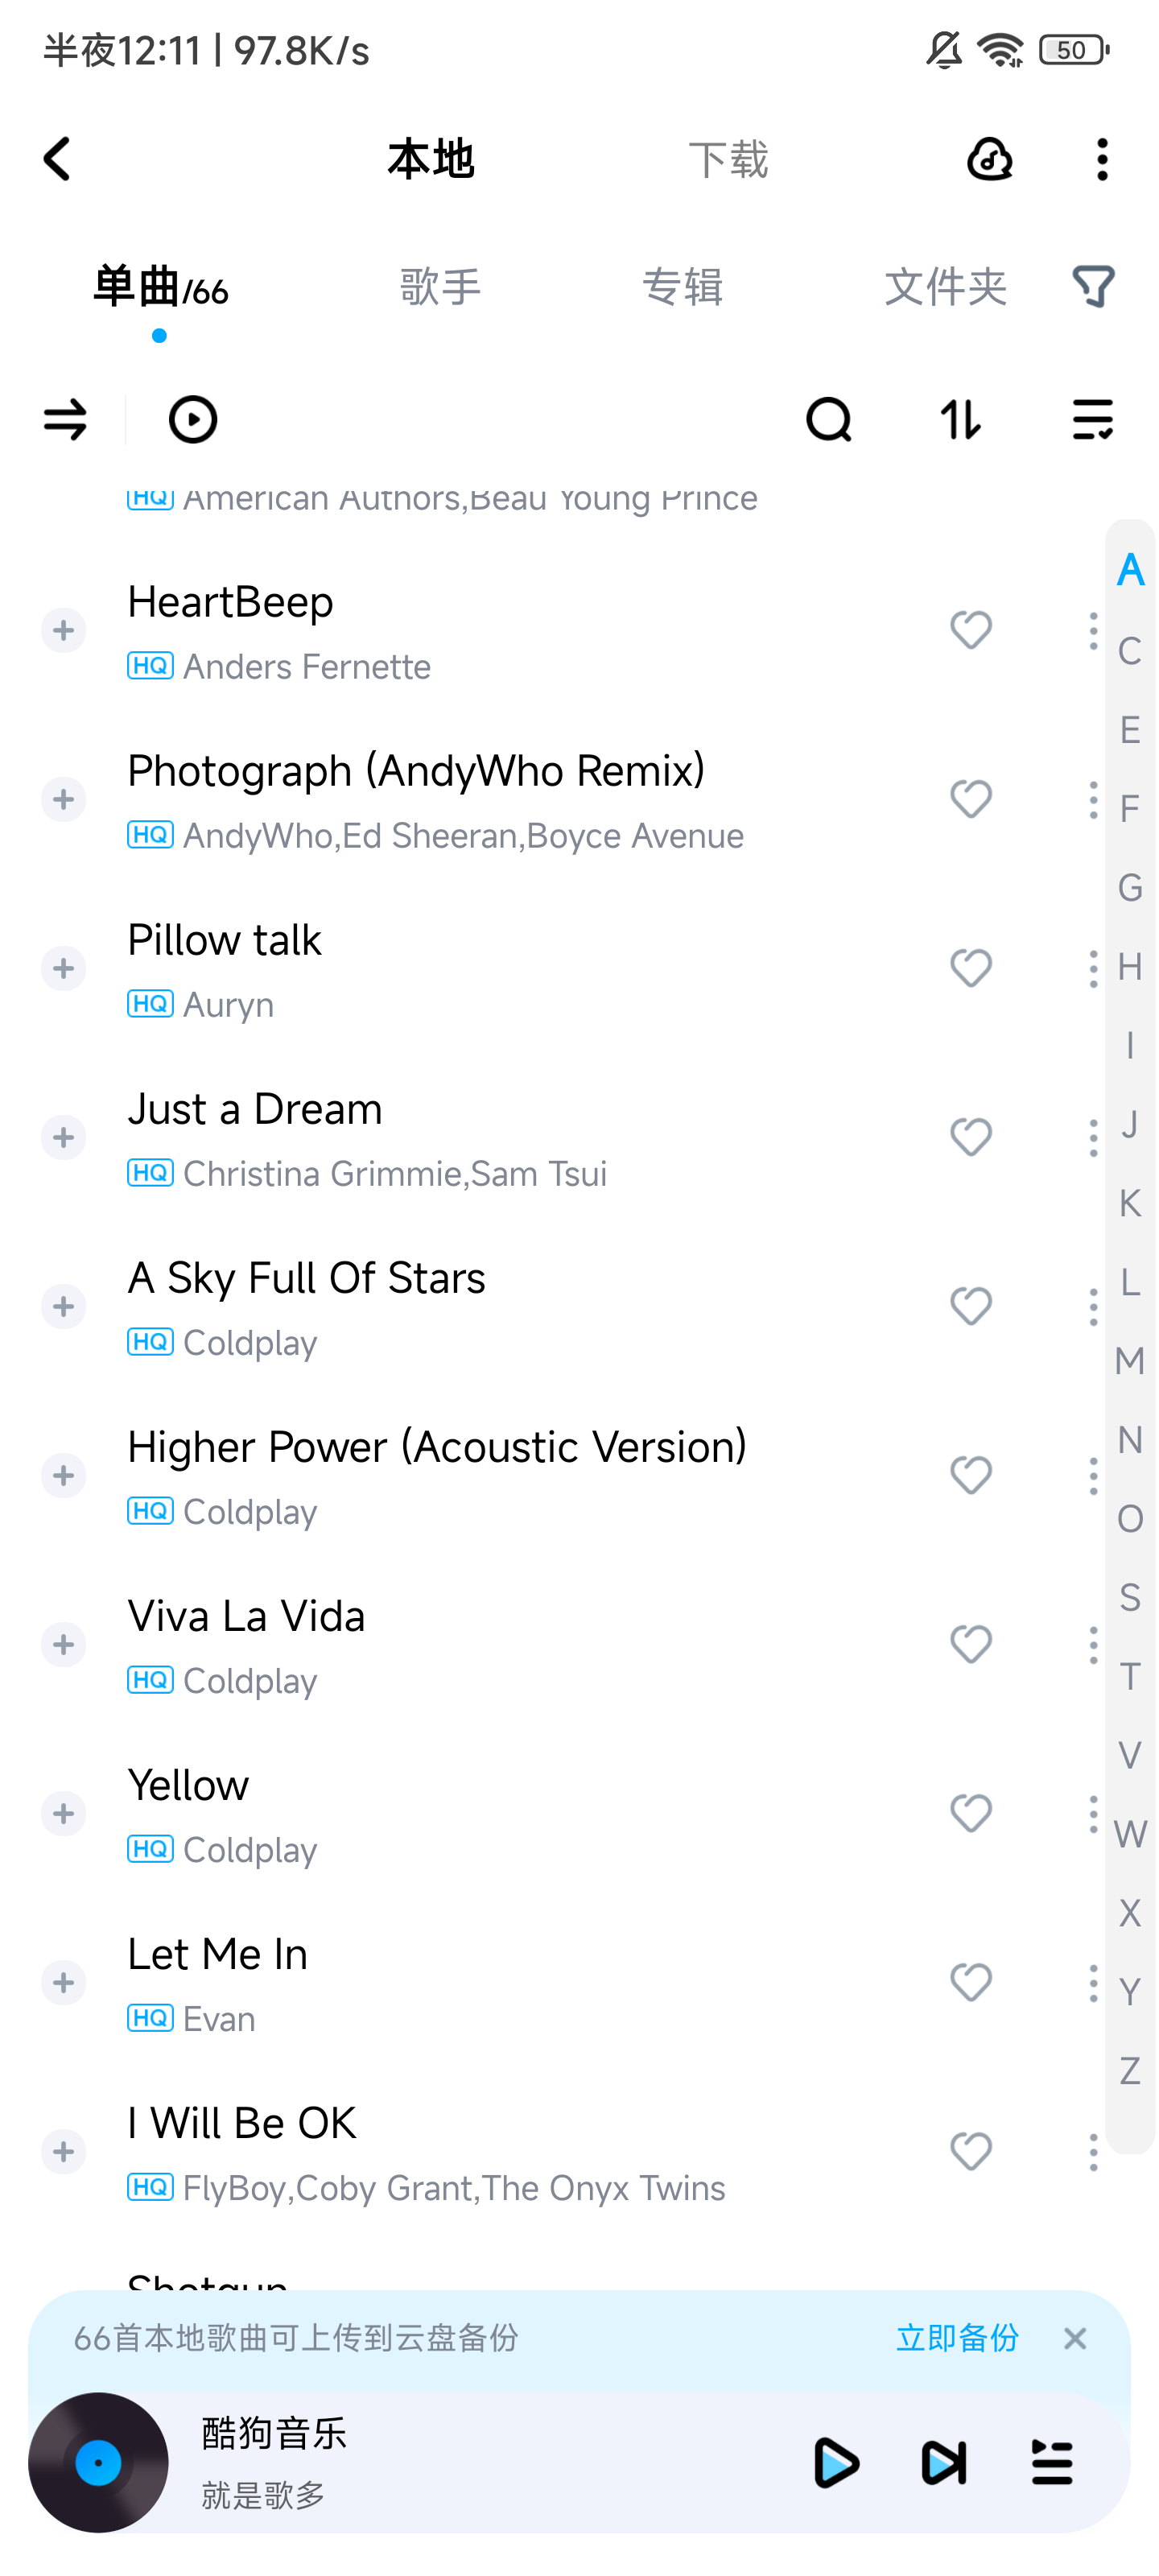 半夜12:11 | 97.8K/s
50
本地 下载
单曲/66 歌手 专辑 文件夹
HQ American Authors,Beau Young Prince
HeartBeep
HQ Anders Fernette
Photograph (AndyWho Remix)
HQ AndyWho,Ed Sheeran,Boyce Avenue
Pillow talk
HQ Auryn
Just a Dream
HQ Christina Grimmie,Sam Tsui
A Sky Full Of Stars
HQ Coldplay
Higher Power (Acoustic Version)
HQ Coldplay
Viva La Vida
HQ Coldplay
Yellow
HQ Coldplay
Let Me In
HQ Evan
I Will Be OK
HQ FlyBoy,Coby Grant,The Onyx Twins
Shotgun
A
C
E
F
G
H
I
J
K
L
M
N
O
S
T
V
W
X
Y
Z
66首本地歌曲可上传到云盘备份 立即备份
酷狗音乐
就是歌多